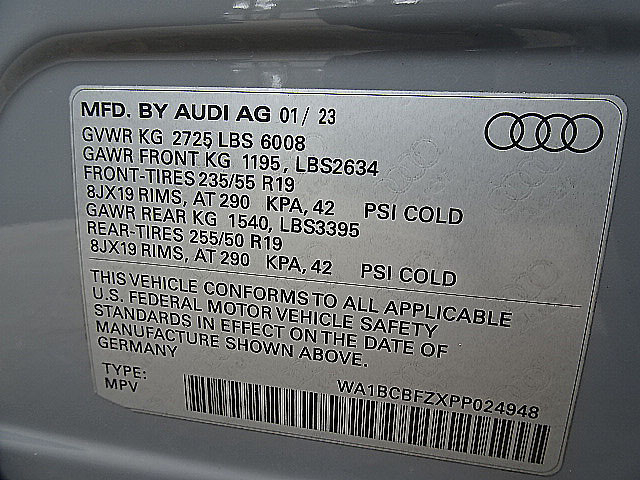 MFD. BY AUDI AG 01/ 23
GVWR KG 2725 LBS 6008
GAWR FRONT KG 1195, LBS2634
FRONT-TIRES 235/55 R19
8JX19 RIMS, AT 290 KPA, 42 PSI COLD
GAWR REAR KG 1540, LBS3395
REAR-TIRES 255/50 R19
8JX19 RIMS, AT 290 KPA, 42 PSI COLD
THIS VEHICLE CONFORMS TO ALL APPLICABLE
U.S. FEDERAL MOTOR VEHICLE SAFETY
STANDARDS IN EFFECT ON THE DATE OF
MANUFACTURE SHOWN ABOVE.
GERMANY
TYPE:
MPV
WA1BCBFZXPP024948